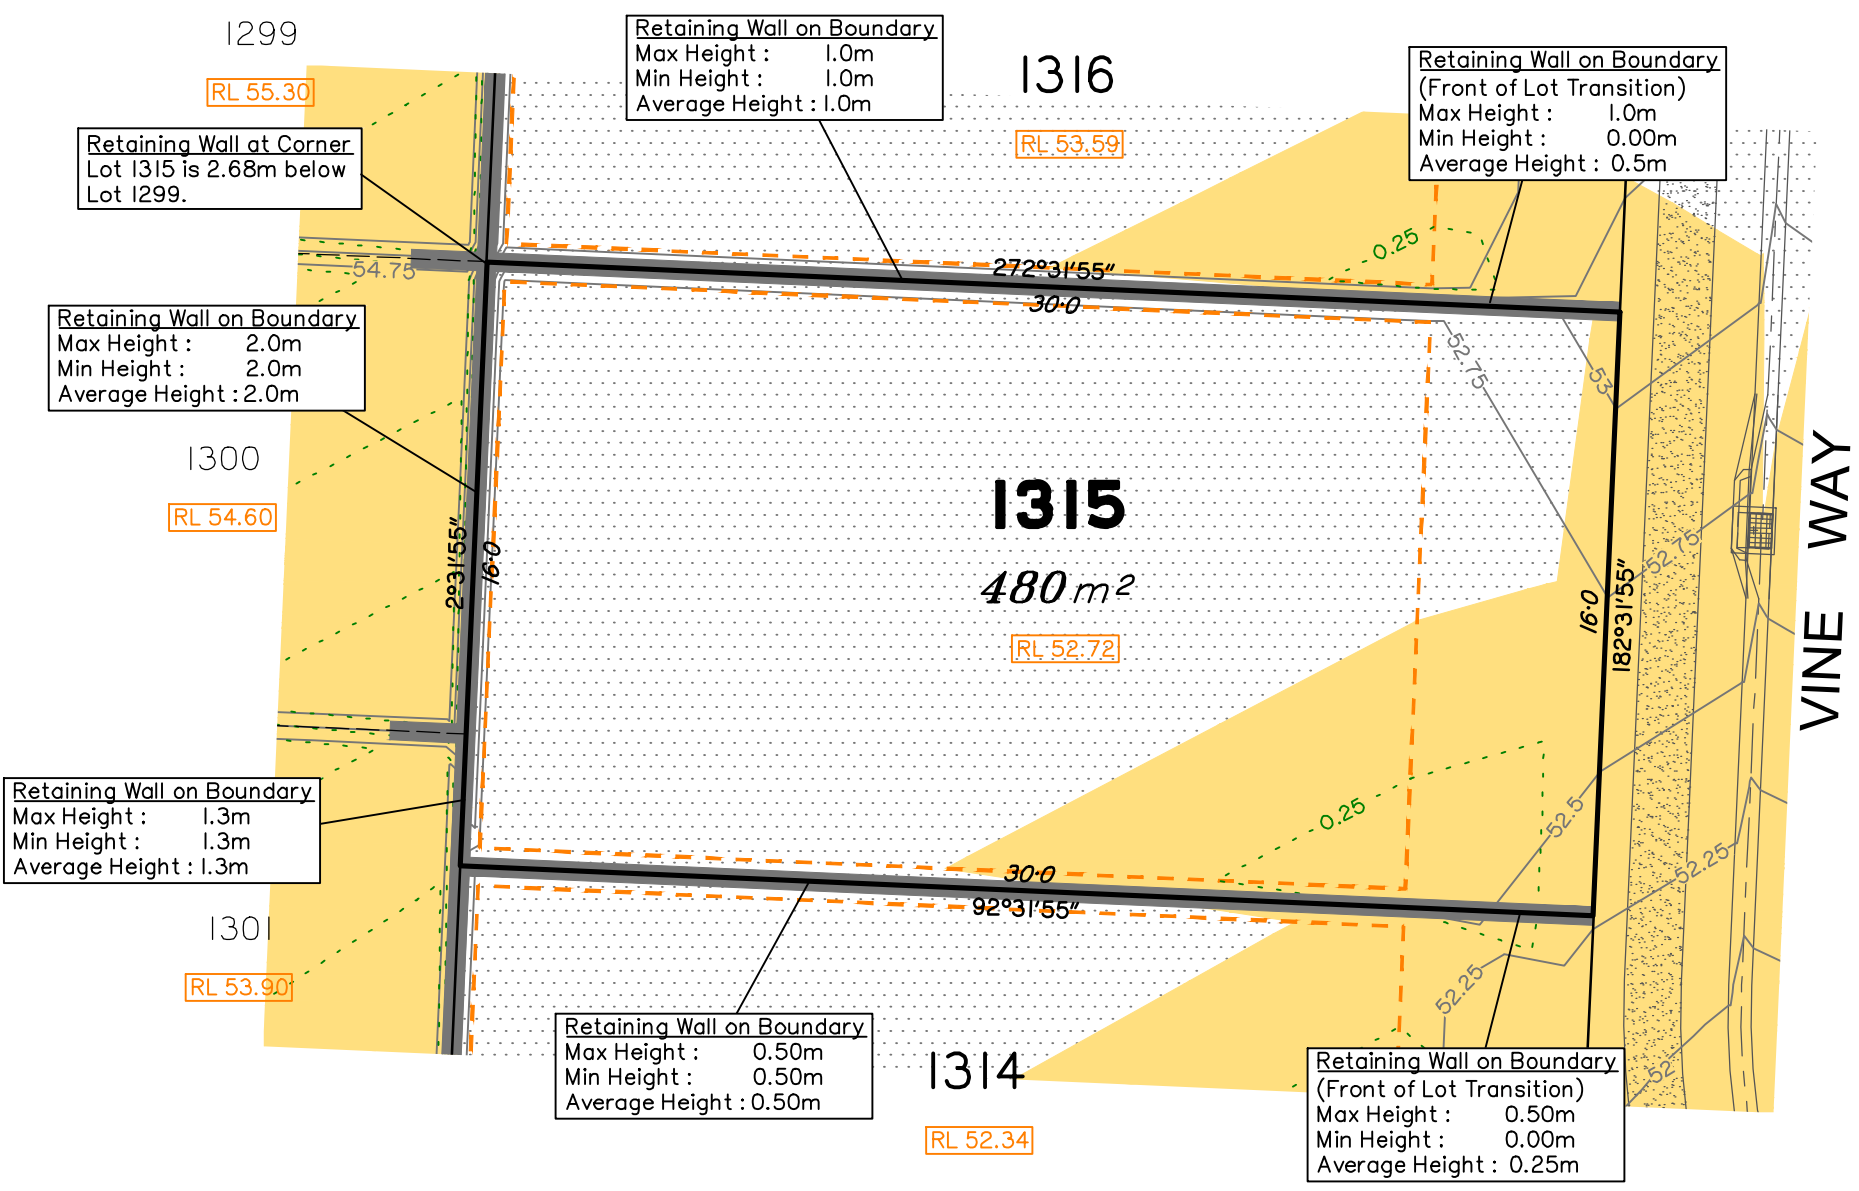 1299
RL 55.30
Retaining Wall on Boundary
Max Height : 1.0m
Min Height : 1.0m
Average Height : 1.0m
1316
RL 53.59
Retaining Wall on Boundary
(Front of Lot Transition)
Max Height : 1.0m
Min Height : 0.00m
Average Height : 0.5m
Retaining Wall at Corner
Lot 1315 is 2.68m below
Lot 1299.
54.75
0.25
272°31'55"
30·0
Retaining Wall on Boundary
Max Height : 2.0m
Min Height : 2.0m
Average Height : 2.0m
52.75
53
1300
RL 54.60
2°31'55"
16·0
1315
480 m²
RL 52.72
16·0
182°31'55"
52.75
VINE WAY
Retaining Wall on Boundary
Max Height : 1.3m
Min Height : 1.3m
Average Height : 1.3m
0.25
52.5
52.25
30·0
92°31'55"
1301
RL 53.90
52.25
Retaining Wall on Boundary
Max Height : 0.50m
Min Height : 0.50m
Average Height : 0.50m
1314
RL 52.34
Retaining Wall on Boundary
(Front of Lot Transition)
Max Height : 0.50m
Min Height : 0.00m
Average Height : 0.25m
52